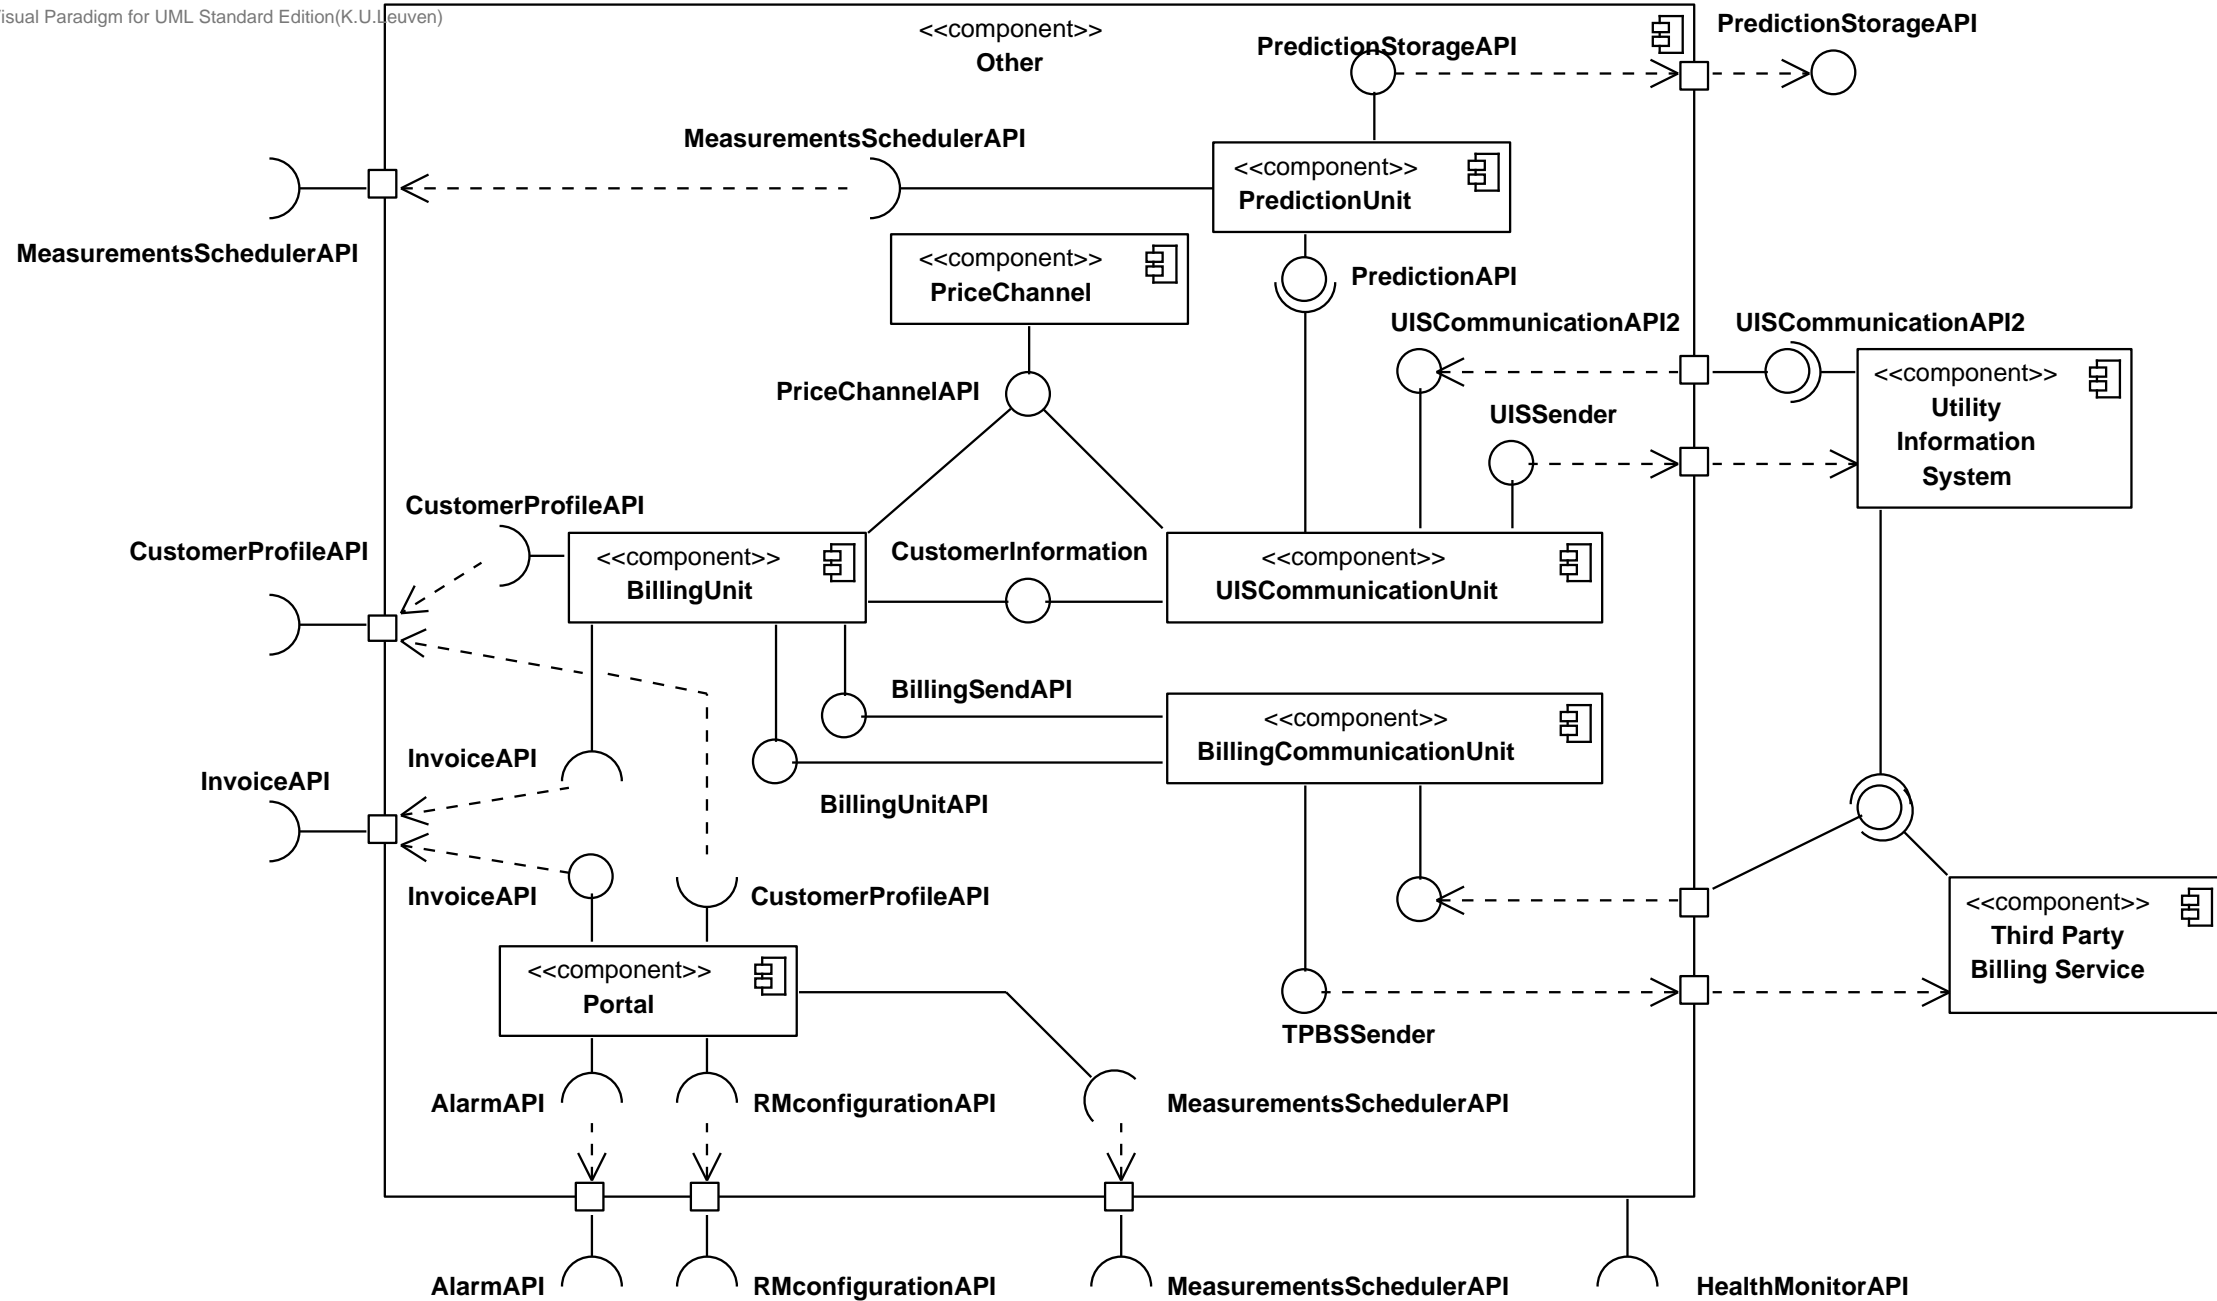 isual Paradigm for UML Standard Edition(K.U.Leuven)
<<component>>
Other
PredictionStorageAPI
PredictionStorageAPI
MeasurementsSchedulerAPI
<<component>>
PredictionUnit
MeasurementsSchedulerAPI
<<component>>
PriceChannel
PredictionAPI
UISCommunicationAPI2
UISCommunicationAPI2
PriceChannelAPI
<<component>>
Utility
Information
System
UISSender
CustomerProfileAPI
CustomerProfileAPI
<<component>>
BillingUnit
CustomerInformation
<<component>>
UISCommunicationUnit
BillingSendAPI
<<component>>
BillingCommunicationUnit
InvoiceAPI
InvoiceAPI
BillingUnitAPI
InvoiceAPI
CustomerProfileAPI
<<component>>
Third Party
Billing Service
<<component>>
Portal
TPBSSender
AlarmAPI
RMconfigurationAPI
MeasurementsSchedulerAPI
AlarmAPI
RMconfigurationAPI
MeasurementsSchedulerAPI
HealthMonitorAPI